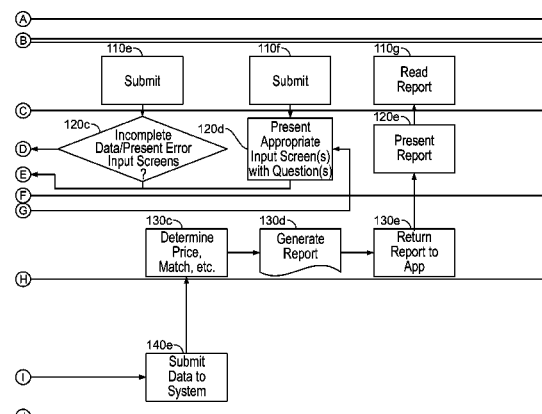 A
B
110e
Submit
110f
Submit
110g
Read
Report
C
120c
Incomplete
Data/Present Error
Input Screens
?
120d
Present
Appropriate
Input Screen(s)
with Question(s)
120e
Present
Report
D
E
F
G
130c
Determine
Price,
Match, etc.
130d
Generate
Report
130e
Return
Report to
App
H
140e
Submit
Data to
System
I